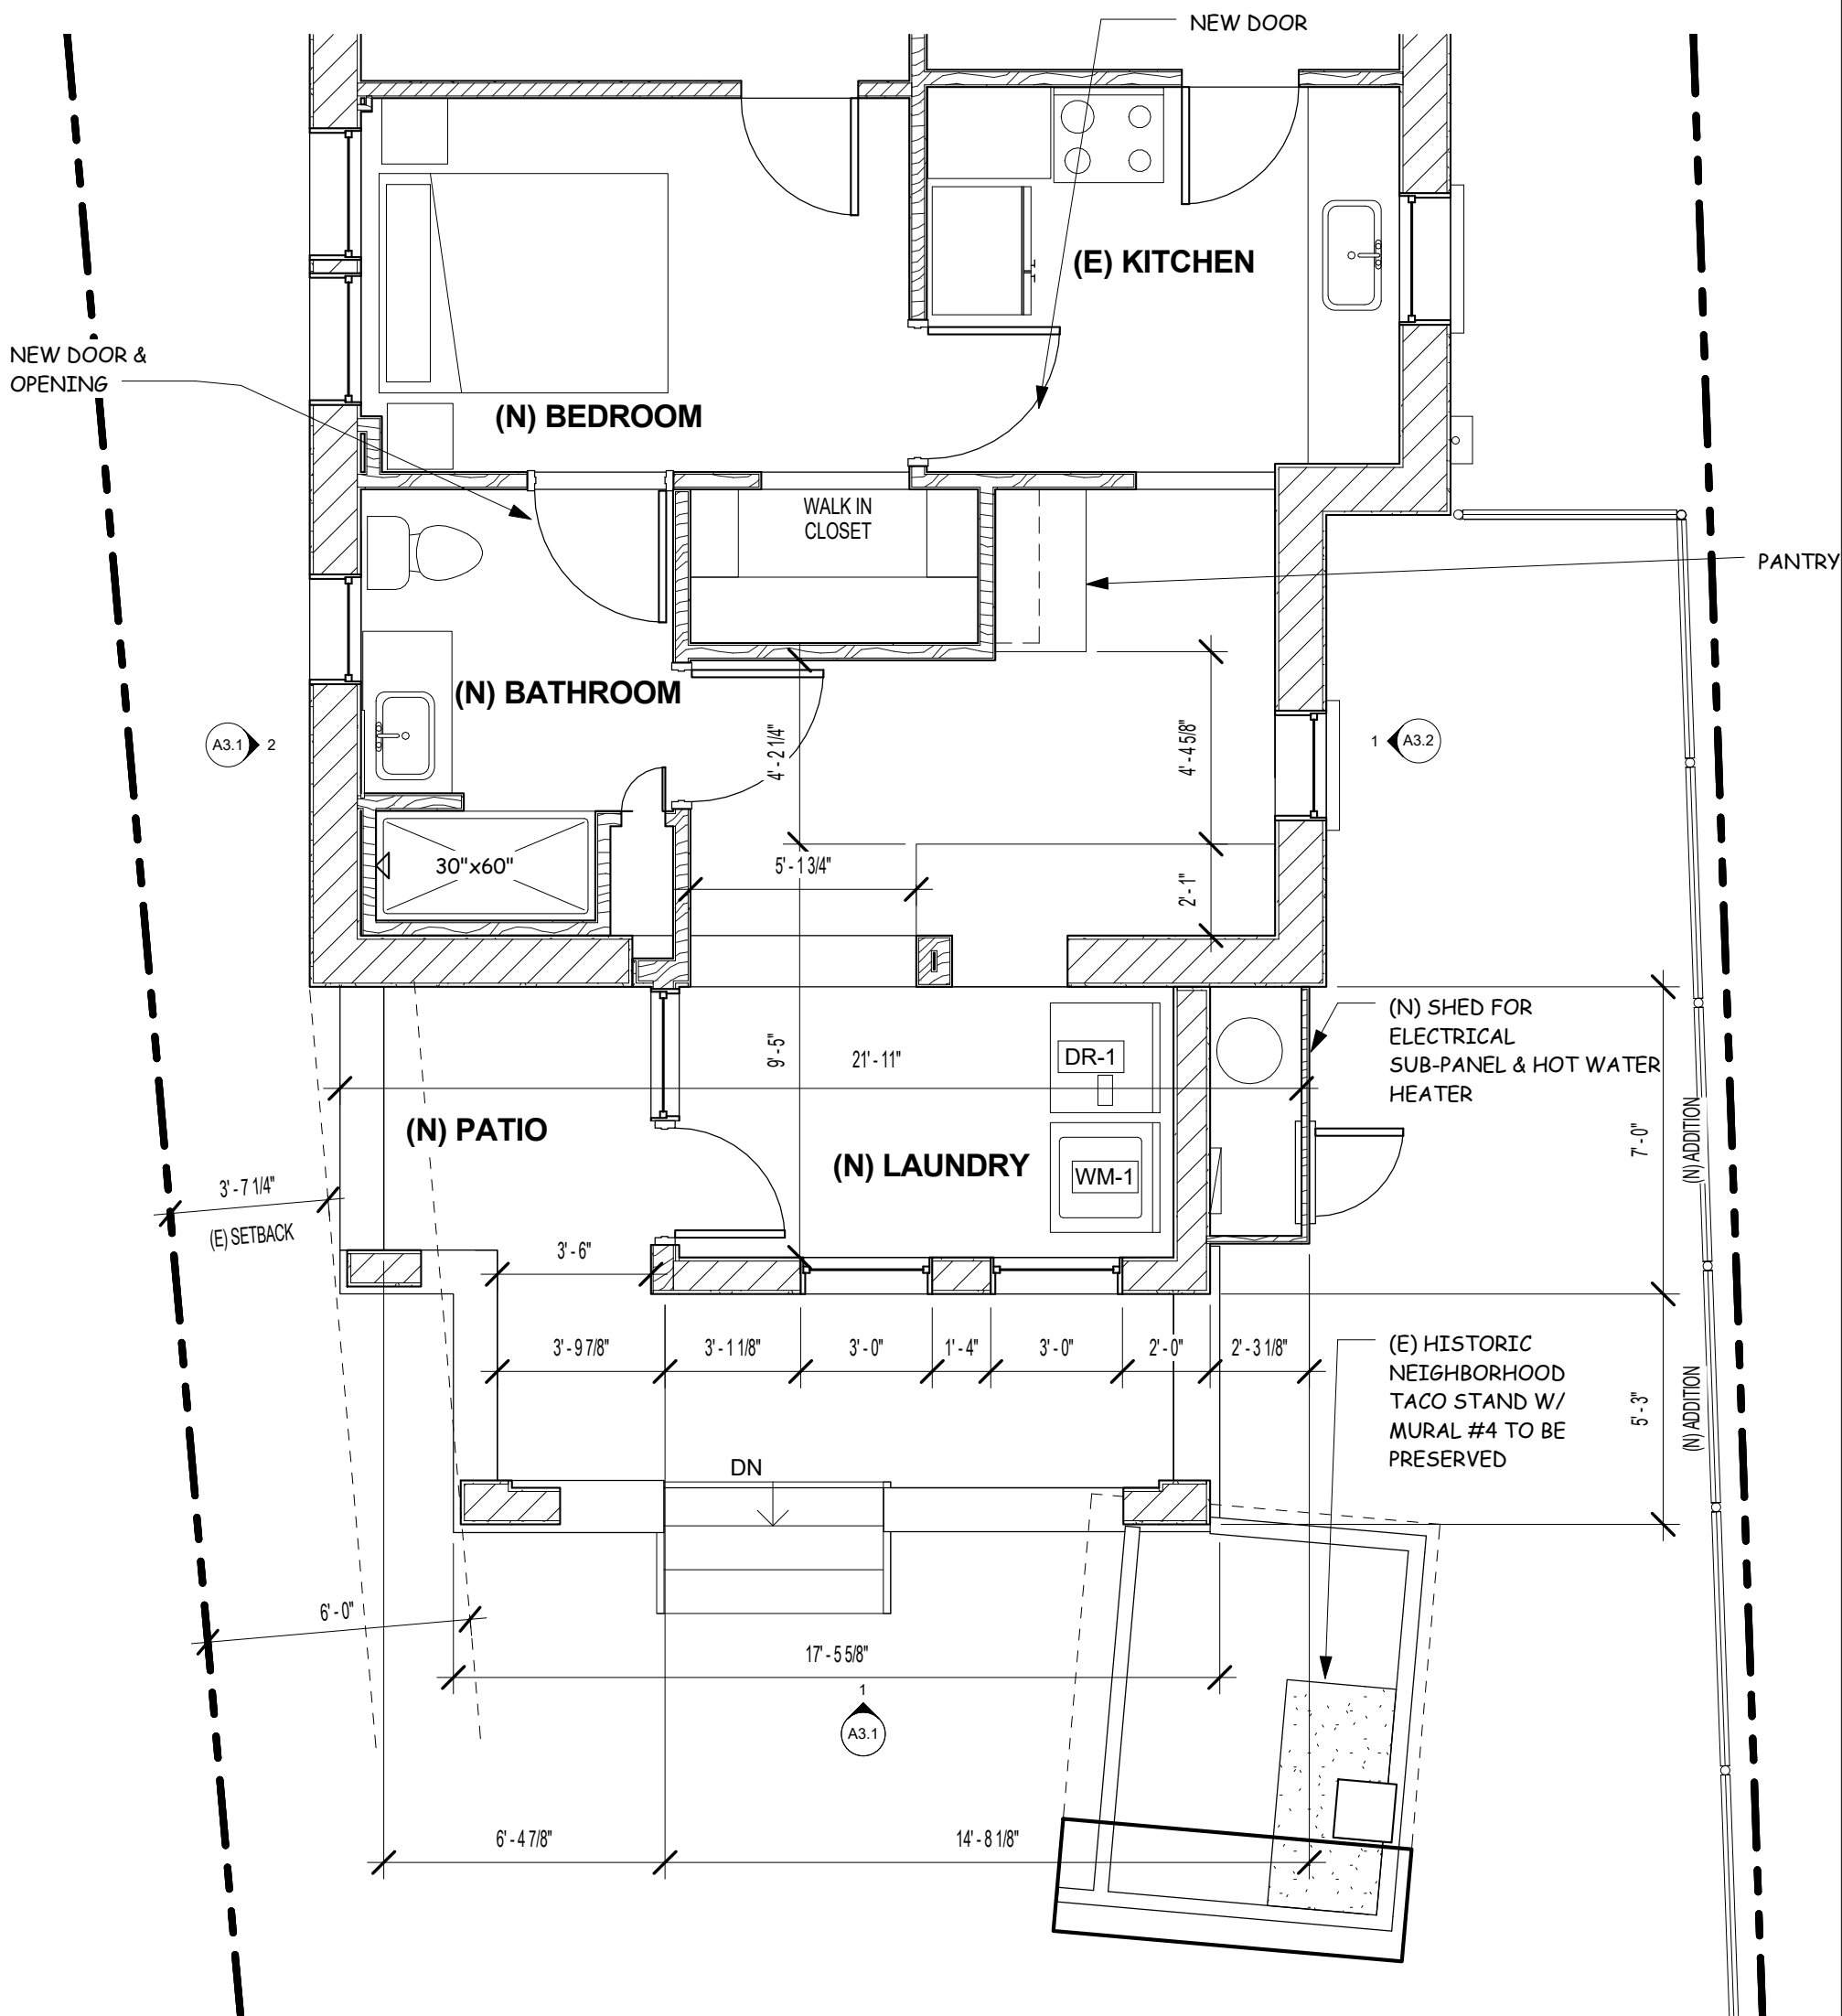 NEW DOOR
(E) KITCHEN
NEW DOOR &
OPENING
(N) BEDROOM
WALK IN
CLOSET
PANTRY
(N) BATHROOM
A3.1 2
4' - 2 1/4"
4' - 4 5/8"
1 A3.2
30"x60"
5' - 1 3/4"
2' - 1"
(N) SHED FOR
ELECTRICAL
SUB-PANEL & HOT WATER
HEATER
9' - 5"
21' - 11"
DR-1
(N) PATIO
(N) LAUNDRY
WM-1
7' - 0"
(N) ADDITION
3' - 7 1/4"
(E) SETBACK
3' - 6"
3' - 9 7/8"
3' - 1 1/8"
3' - 0"
1' - 4"
3' - 0"
2' - 0"
2' - 3 1/8"
(E) HISTORIC
NEIGHBORHOOD
TACO STAND W/
MURAL #4 TO BE
PRESERVED
5' - 3"
(N) ADDITION
DN
6' - 0"
17' - 5 5/8"
1
A3.1
6' - 4 7/8"
14' - 8 1/8"